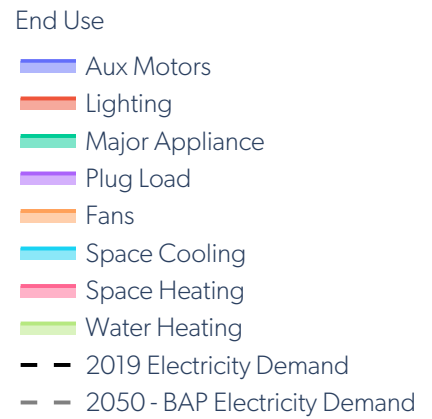 End Use
Aux Motors
Lighting
Major Appliance
Plug Load
Fans
Space Cooling
Space Heating
Water Heating
2019 Electricity Demand
2050 - BAP Electricity Demand